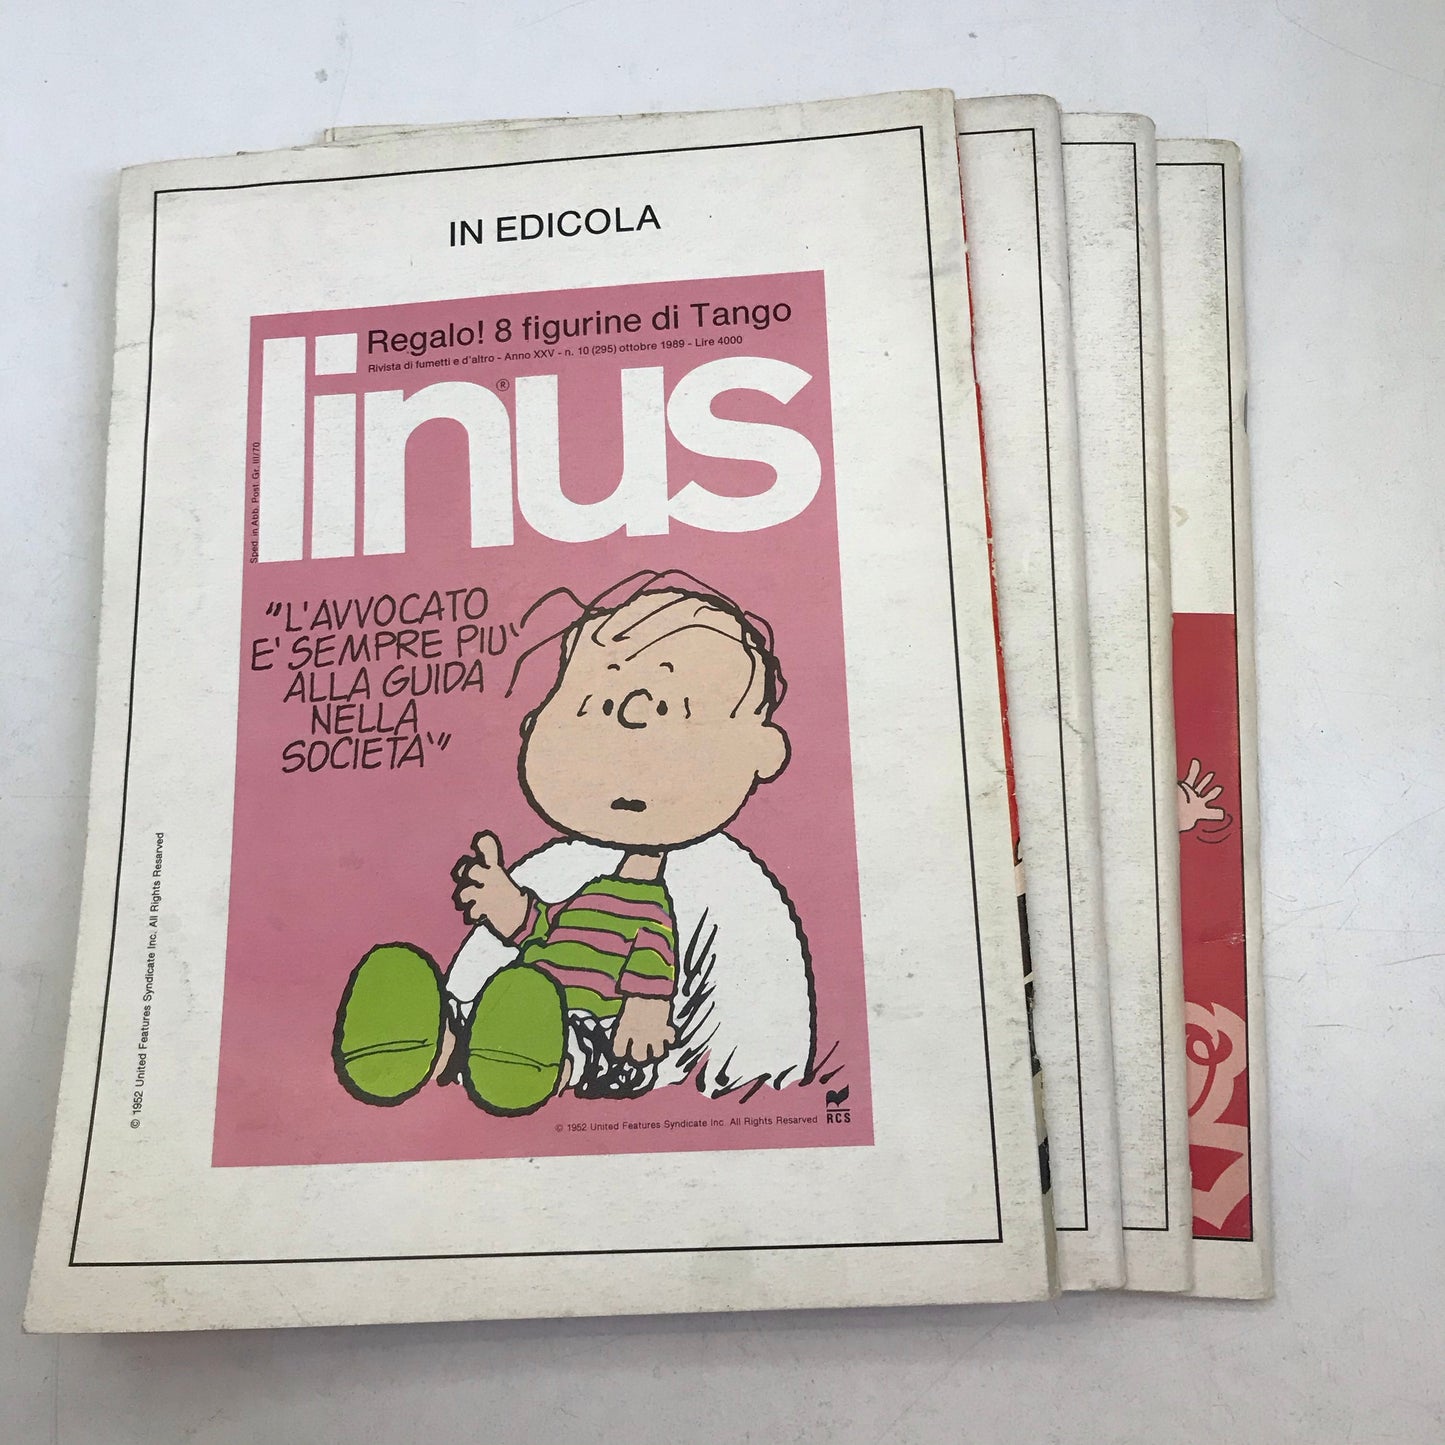 IN EDICOLA
Regalo! 8 figurine di Tango
Rivista di fumetti e d'altro - Anno XXV - n. 10 (295) ottobre 1989 - Lire 4000
linus
®
Sped. in Abb. Post. Gr. III/70
"L'AVVOCATO
E' SEMPRE PIU'
ALLA GUIDA
NELLA
SOCIETA'"
© 1952 United Features Syndicate Inc. All Rights Resarved
© 1952 United Features Syndicate Inc. All Rights Resarved
RCS